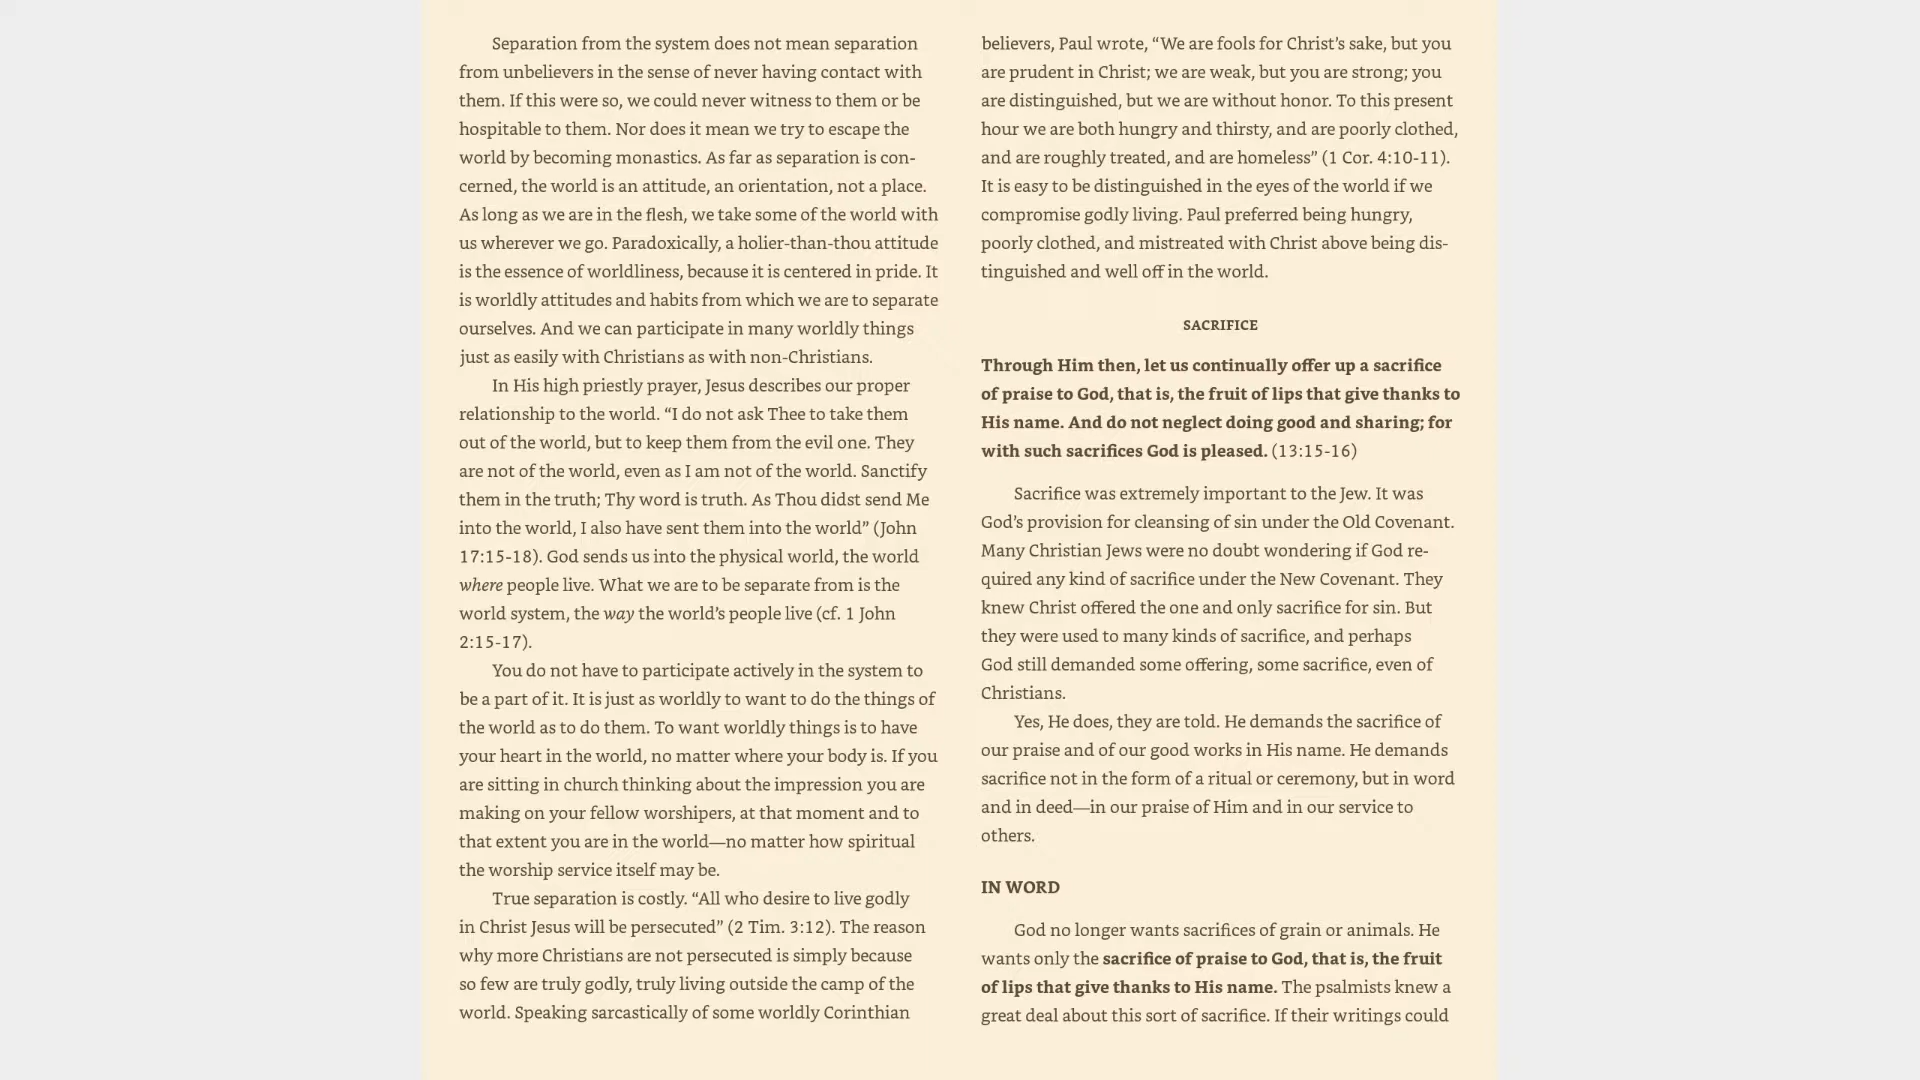 Separation from the system does not mean separation
from unbelievers in the sense of never having contact with
them. If this were so, we could never witness to them or be
hospitable to them. Nor does it mean we try to escape the
world by becoming monastics. As far as separation is con-
cerned, the world is an attitude, an orientation, not a place.
As long as we are in the flesh, we take some of the world with
us wherever we go. Paradoxically, a holier-than-thou attitude
is the essence of worldliness, because it is centered in pride. It
is worldly attitudes and habits from which we are to separate
ourselves. And we can participate in many worldly things
just as easily with Christians as with non-Christians.
In His high priestly prayer, Jesus describes our proper
relationship to the world. “I do not ask Thee to take them
out of the world, but to keep them from the evil one. They
are not of the world, even as I am not of the world. Sanctify
them in the truth; Thy word is truth. As Thou didst send Me
into the world, I also have sent them into the world” (John
17:15-18). God sends us into the physical world, the world
where people live. What we are to be separate from is the
world system, the way the world’s people live (cf. 1 John
2:15-17).
You do not have to participate actively in the system to
be a part of it. It is just as worldly to want to do the things of
the world as to do them. To want worldly things is to have
your heart in the world, no matter where your body is. If you
are sitting in church thinking about the impression you are
making on your fellow worshipers, at that moment and to
that extent you are in the world—no matter how spiritual
the worship service itself may be.
True separation is costly. “All who desire to live godly
in Christ Jesus will be persecuted” (2 Tim. 3:12). The reason
why more Christians are not persecuted is simply because
so few are truly godly, truly living outside the camp of the
world. Speaking sarcastically of some worldly Corinthian
believers, Paul wrote, “We are fools for Christ’s sake, but you
are prudent in Christ; we are weak, but you are strong; you
are distinguished, but we are without honor. To this present
hour we are both hungry and thirsty, and are poorly clothed,
and are roughly treated, and are homeless” (1 Cor. 4:10-11).
It is easy to be distinguished in the eyes of the world if we
compromise godly living. Paul preferred being hungry,
poorly clothed, and mistreated with Christ above being dis-
tinguished and well off in the world.
SACRIFICE
Through Him then, let us continually offer up a sacrifice
of praise to God, that is, the fruit of lips that give thanks to
His name. And do not neglect doing good and sharing; for
with such sacrifices God is pleased. (13:15-16)
Sacrifice was extremely important to the Jew. It was
God’s provision for cleansing of sin under the Old Covenant.
Many Christian Jews were no doubt wondering if God re-
quired any kind of sacrifice under the New Covenant. They
knew Christ offered the one and only sacrifice for sin. But
they were used to many kinds of sacrifice, and perhaps
God still demanded some offering, some sacrifice, even of
Christians.
Yes, He does, they are told. He demands the sacrifice of
our praise and of our good works in His name. He demands
sacrifice not in the form of a ritual or ceremony, but in word
and in deed—in our praise of Him and in our service to
others.
IN WORD
God no longer wants sacrifices of grain or animals. He
wants only the sacrifice of praise to God, that is, the fruit
of lips that give thanks to His name. The psalmists knew a
great deal about this sort of sacrifice. If their writings could